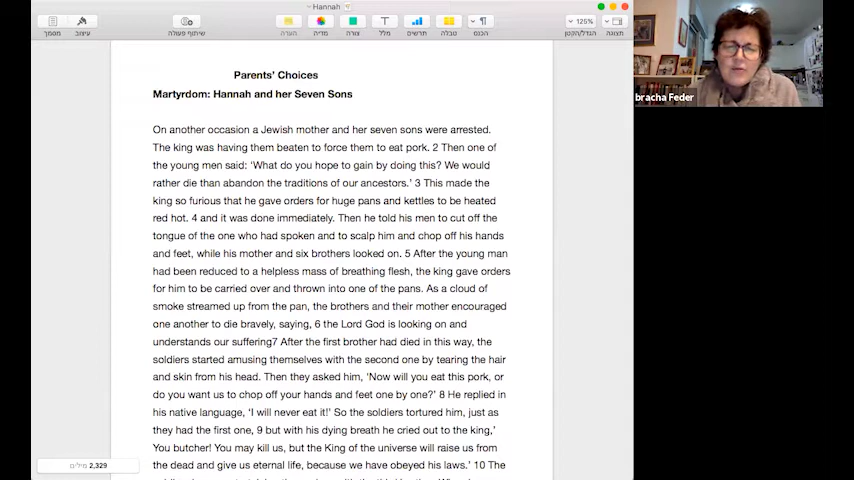 Hannah
125%
תצוגה
הגדל/הקטן
הכנס
טבלה
תרשים
מלל
צורה
מדיה
הערה
שיתוף פעולה
עיצוב
מסמך
bracha Feder
Parents' Choices
Martyrdom: Hannah and her Seven Sons
On another occasion a Jewish mother and her seven sons were arrested.
The king was having them beaten to force them to eat pork. 2 Then one of
the young men said: 'What do you hope to gain by doing this? We would
rather die than abandon the traditions of our ancestors.' 3 This made the
king so furious that he gave orders for huge pans and kettles to be heated
red hot. 4 and it was done immediately. Then he told his men to cut off the
tongue of the one who had spoken and to scalp him and chop off his hands
and feet, while his mother and six brothers looked on. 5 After the young man
had been reduced to a helpless mass of breathing flesh, the king gave orders
for him to be carried over and thrown into one of the pans. As a cloud of
smoke streamed up from the pan, the brothers and their mother encouraged
one another to die bravely, saying, 6 the Lord God is looking on and
understands our suffering7 After the first brother had died in this way, the
soldiers started amusing themselves with the second one by tearing the hair
and skin from his head. Then they asked him, 'Now will you eat this pork, or
do you want us to chop off your hands and feet one by one?' 8 He replied in
his native language, 'I will never eat it!' So the soldiers tortured him, just as
they had the first one, 9 but with his dying breath he cried out to the king,'
You butcher! You may kill us, but the King of the universe will raise us from
the dead and give us eternal life, because we have obeyed his laws.' 10 The
2,329 מילים